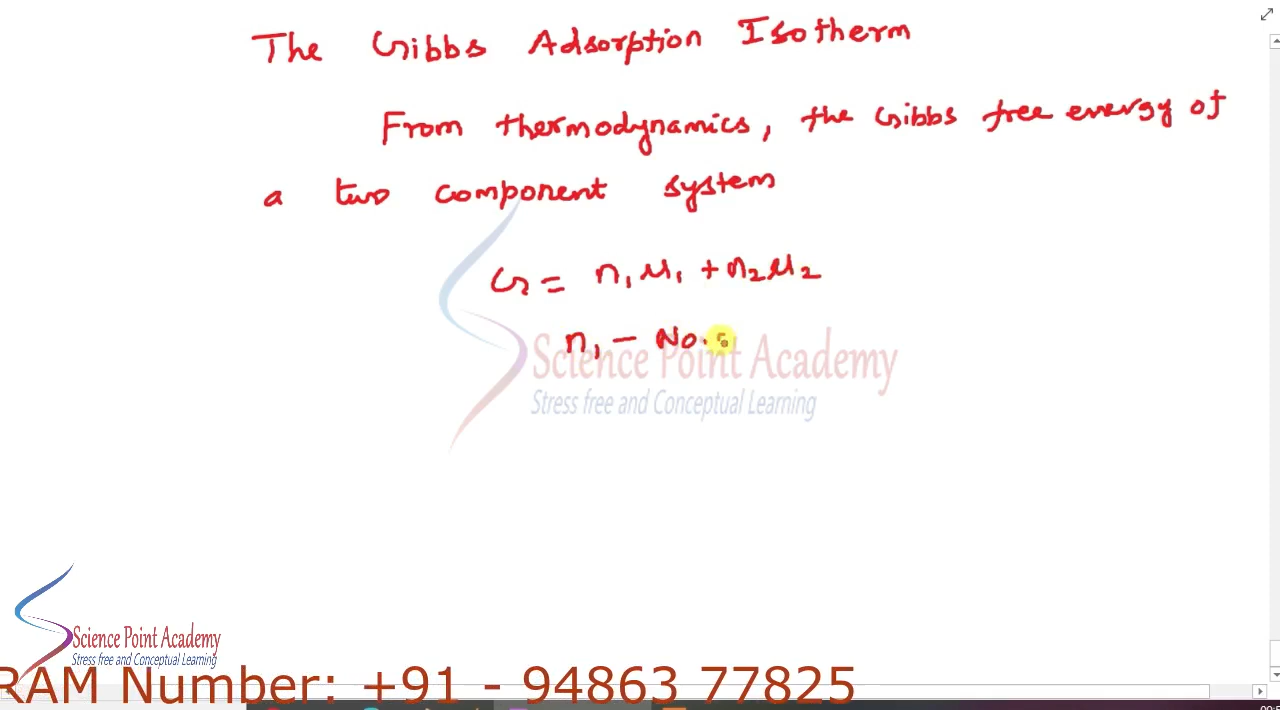 The Gibbs Adsorption Isotherm
From thermodynamics, the Gibbs free energy of
a two component system
G = n₁μ₁ + n₂μ₂
n₁ – No.
Science Point Academy
Stress free and Conceptual Learning
Science Point Academy
Stress free and Conceptual Learning
RAM Number: +91 - 94863 77825